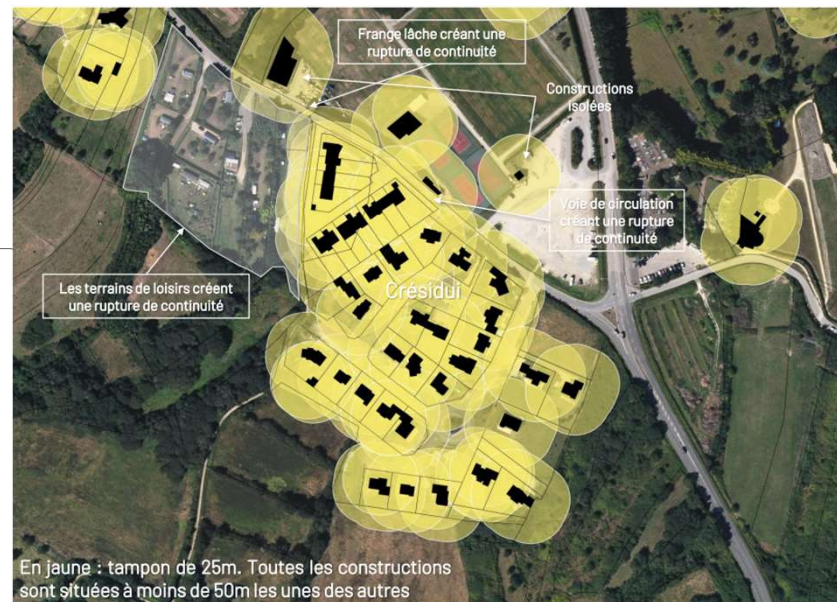 Frange lâche créant une
rupture de continuité
Constructions
isolées
Voie de circulation
créant une rupture
de continuité
Les terrains de loisirs créent
une rupture de continuité
Crésidui
En jaune : tampon de 25m. Toutes les constructions
sont situées à moins de 50m les unes des autres